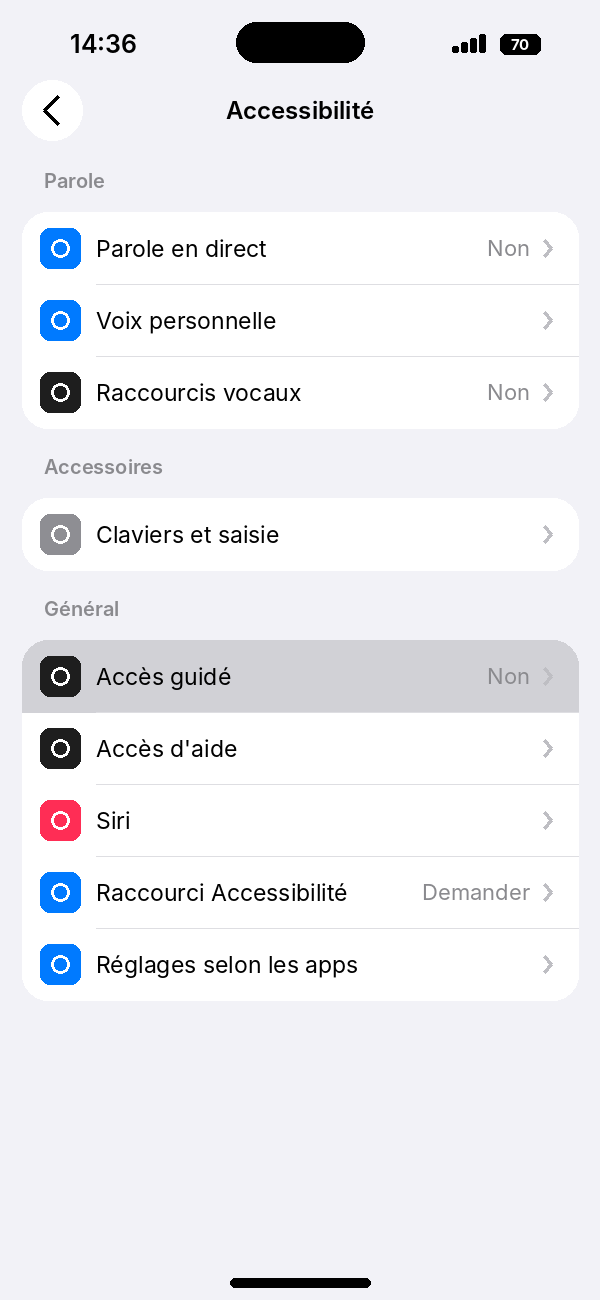 14:36
70
Accessibilité
Parole
Parole en direct Non
Voix personnelle
Raccourcis vocaux Non
Accessoires
Claviers et saisie
Général
Accès guidé Non
Accès d'aide
Siri
Raccourci Accessibilité Demander
Réglages selon les apps